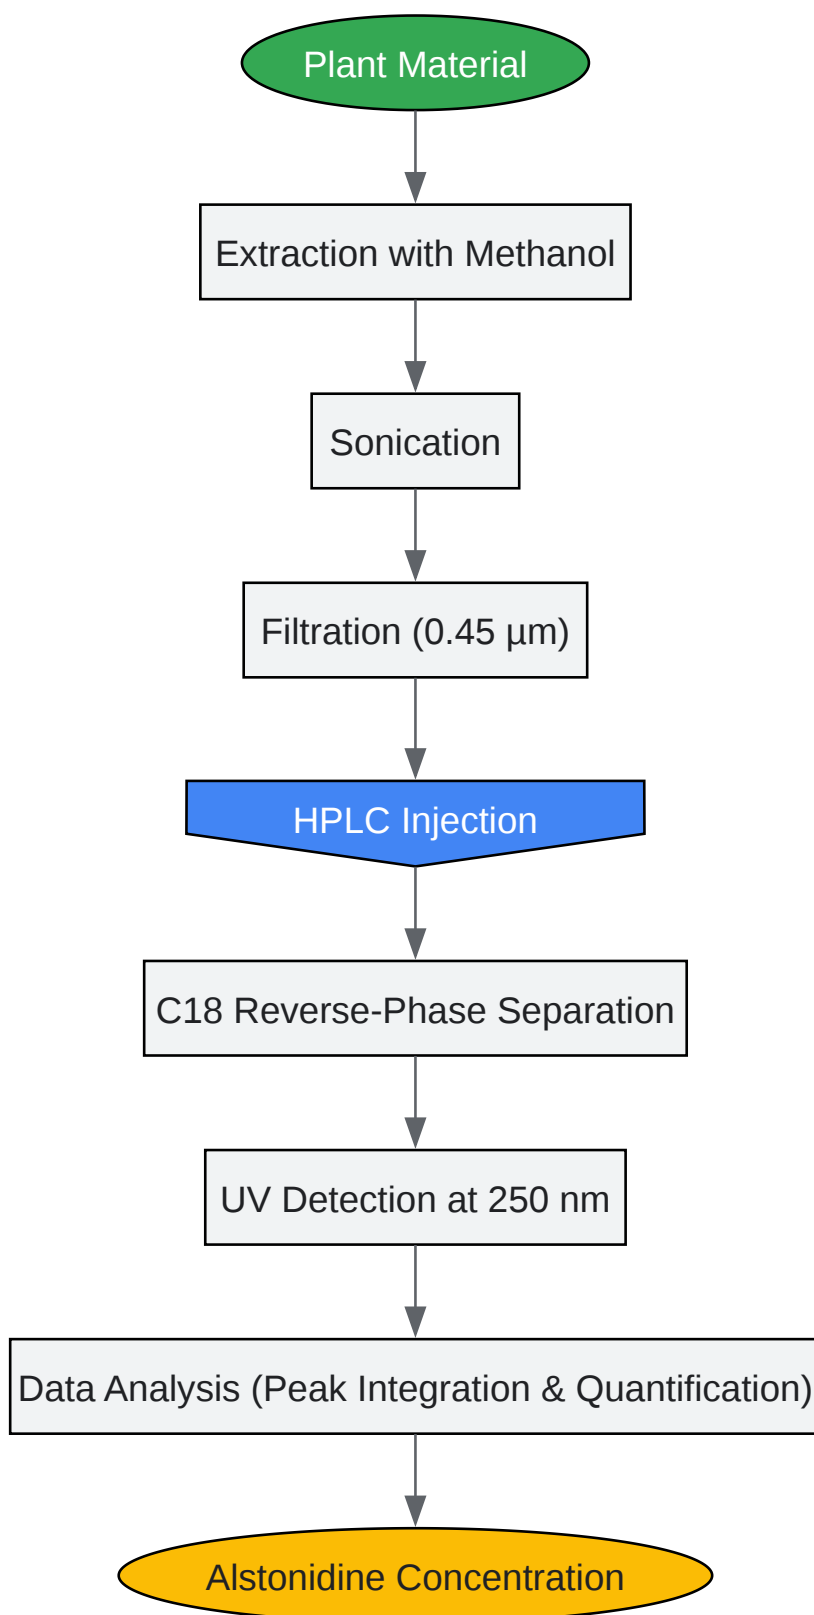 Plant Material
Extraction with Methanol
Sonication
Filtration (0.45 µm)
HPLC Injection
C18 Reverse-Phase Separation
UV Detection at 250 nm
Data Analysis (Peak Integration & Quantification)
Alstonidine Concentration